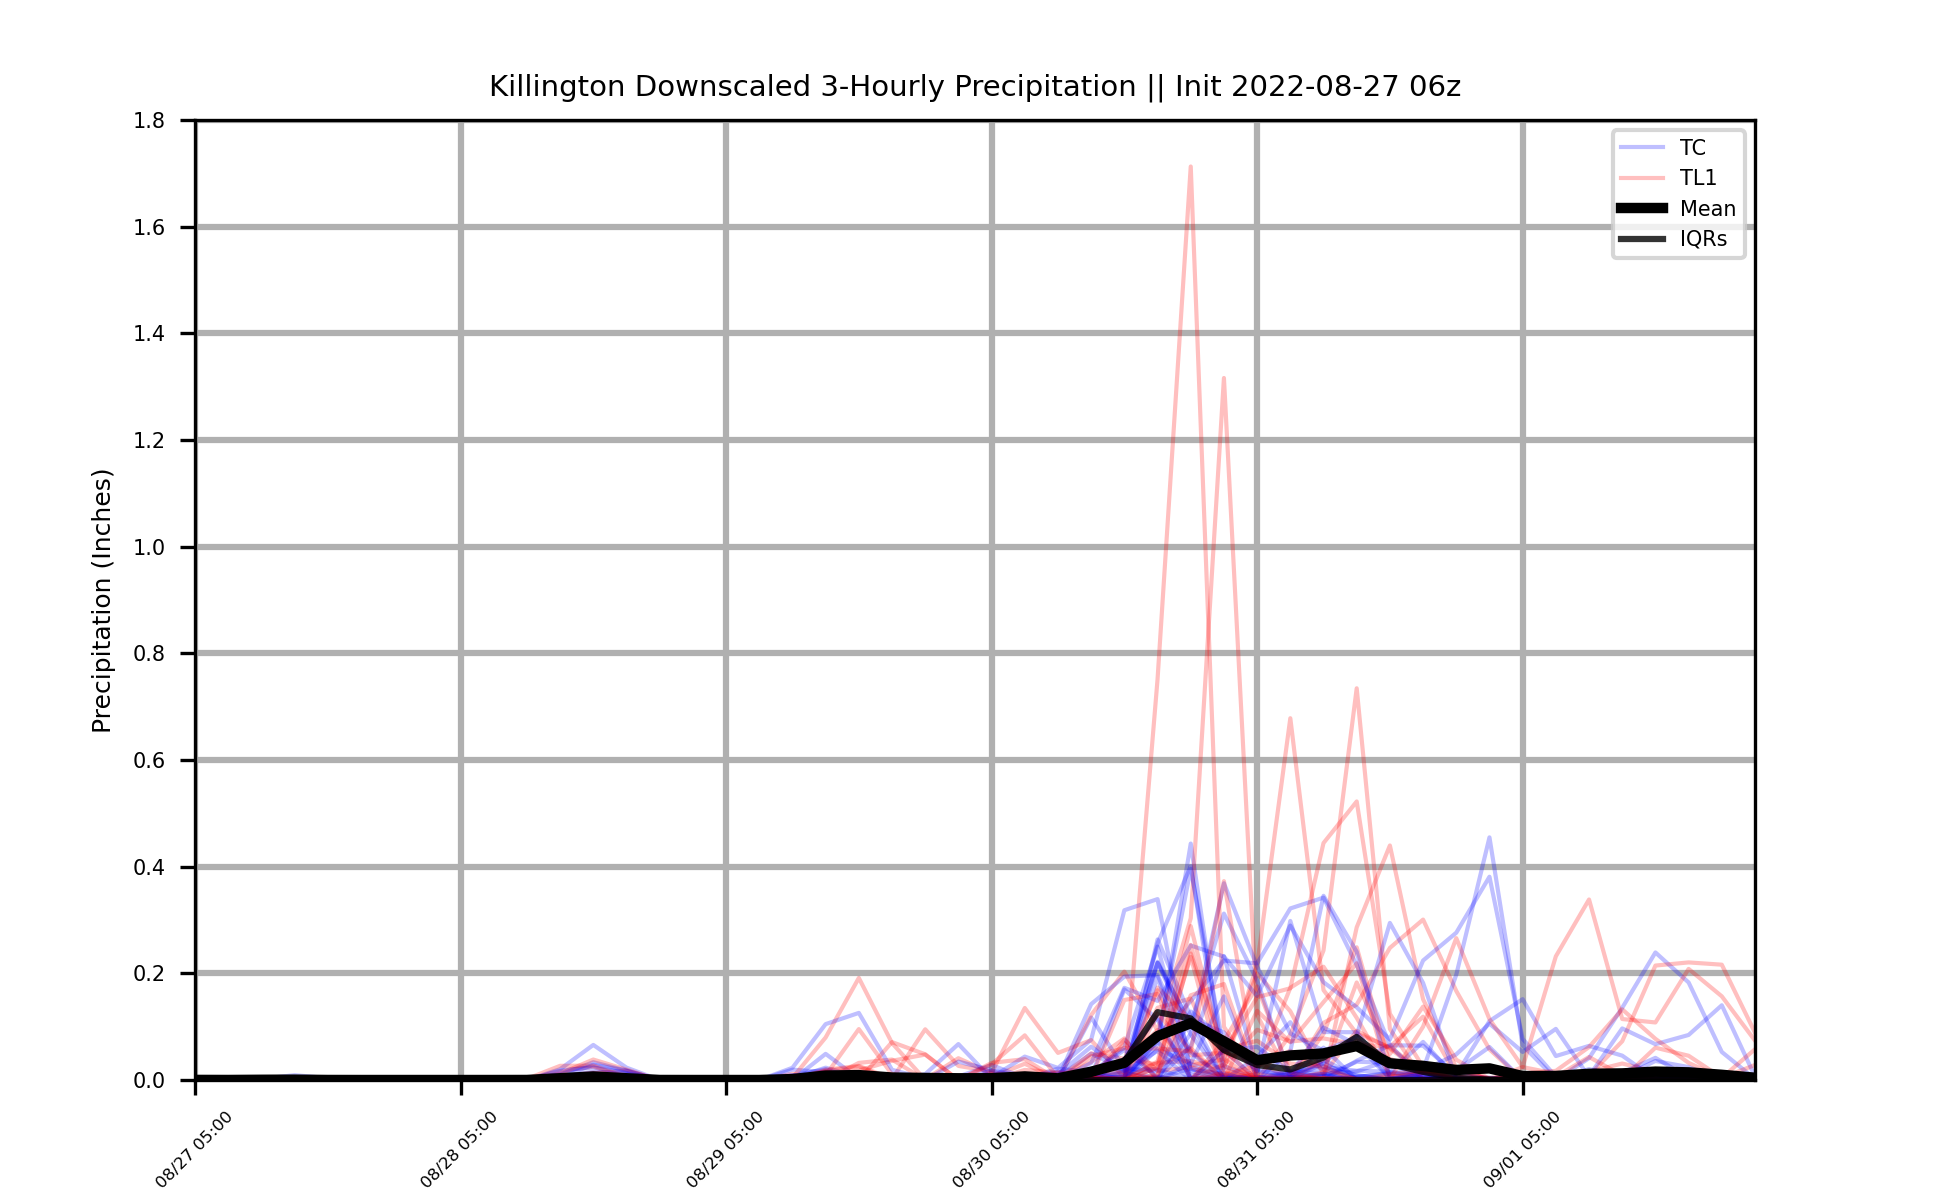 Killington Downscaled 3-Hourly Precipitation || Init 2022-08-27 06z
Precipitation (Inches)
1.8
1.6
1.4
1.2
1.0
0.8
0.6
0.4
0.2
0.0
TC
TL1
Mean
IQRs
08/27 05:00
08/28 05:00
08/29 05:00
08/30 05:00
08/31 05:00
09/01 05:00